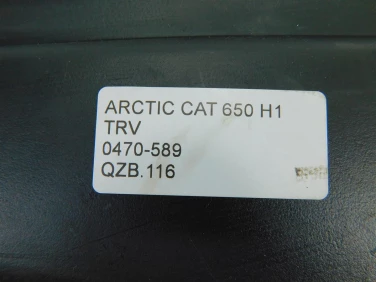 ARCTIC CAT 650 H1
TRV
0470-589
QZB.116